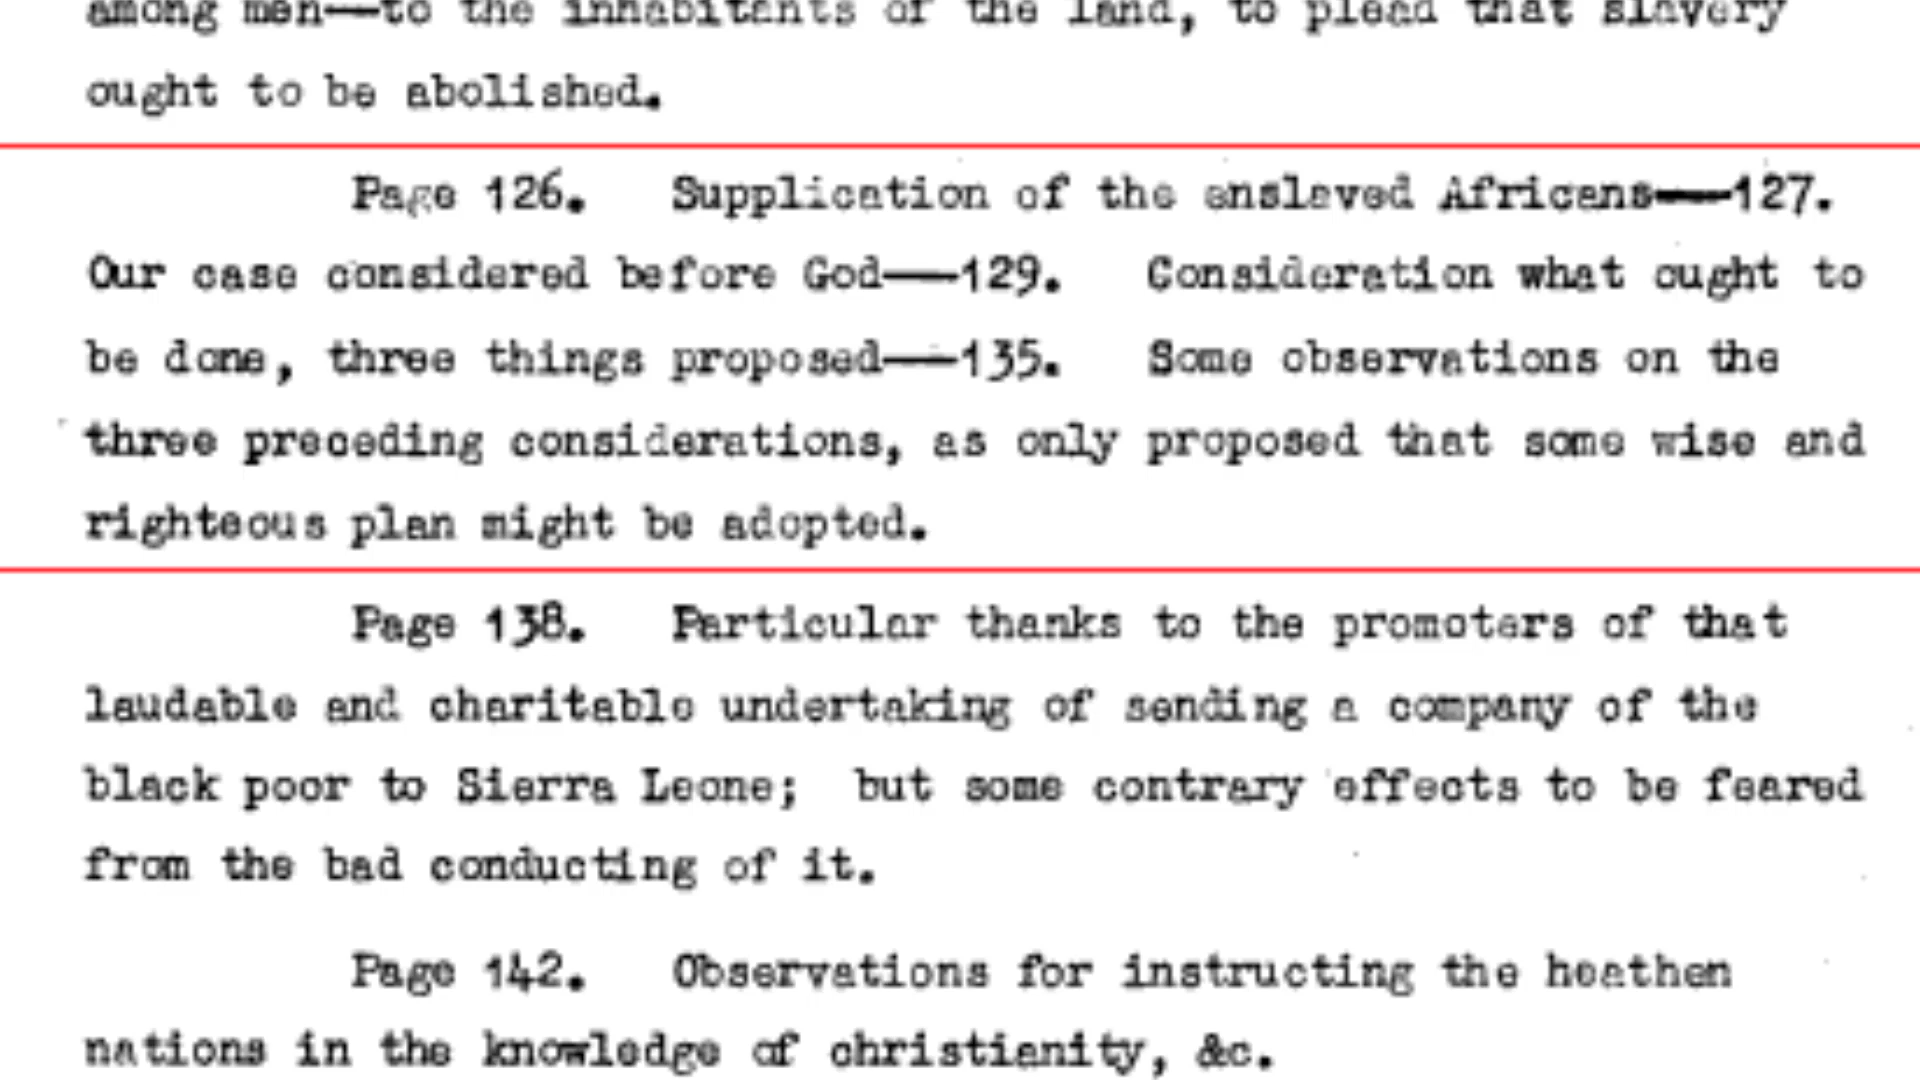 among men—to the inhabitants of the land, to plead that slavery
ought to be abolished.
Page 126. Supplication of the enslaved Africans—127.
Our case considered before God—129. Consideration what ought to
be done, three things proposed—135. Some observations on the
three preceding considerations, as only proposed that some wise and
righteous plan might be adopted.
Page 138. Particular thanks to the promoters of that
laudable and charitable undertaking of sending a company of the
black poor to Sierra Leone; but some contrary effects to be feared
from the bad conducting of it.
Page 142. Observations for instructing the heathen
nations in the knowledge of christianity, &c.